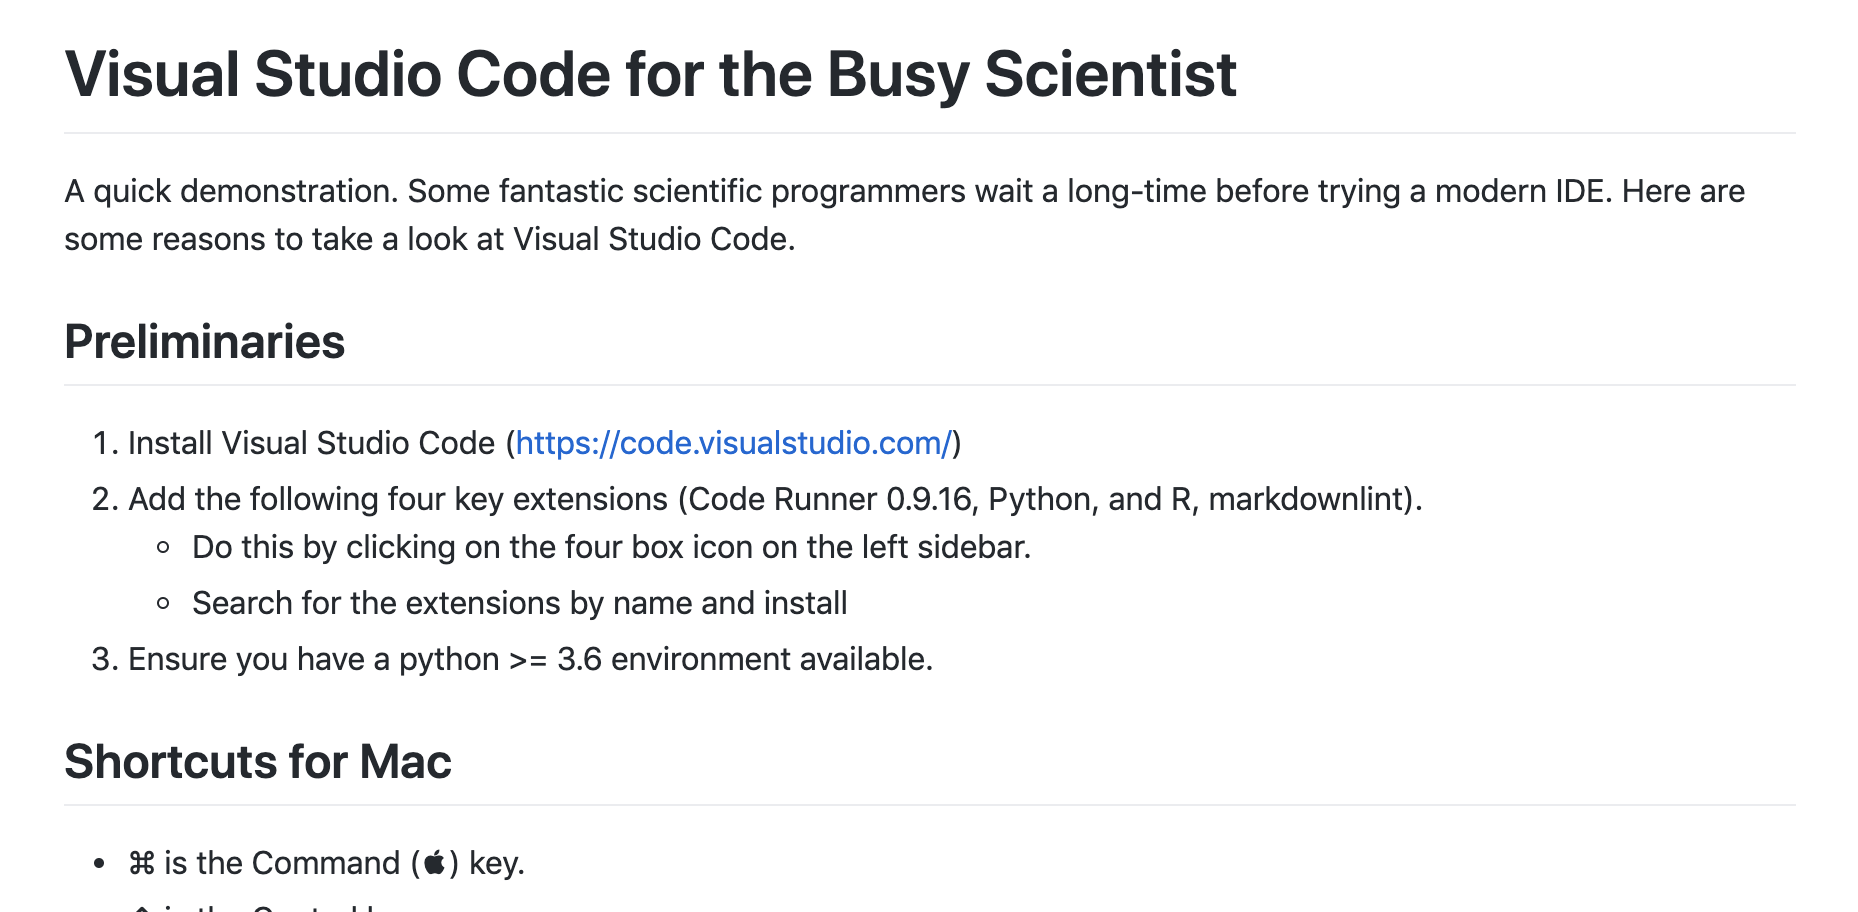 Visual Studio Code for the Busy Scientist
A quick demonstration. Some fantastic scientific programmers wait a long-time before trying a modern IDE. Here are
some reasons to take a look at Visual Studio Code.
Preliminaries
1. Install Visual Studio Code (https://code.visualstudio.com/)
2. Add the following four key extensions (Code Runner 0.9.16, Python, and R, markdownlint).
Do this by clicking on the four box icon on the left sidebar.
Search for the extensions by name and install
3. Ensure you have a python >= 3.6 environment available.
Shortcuts for Mac
⌘ is the Command () key.